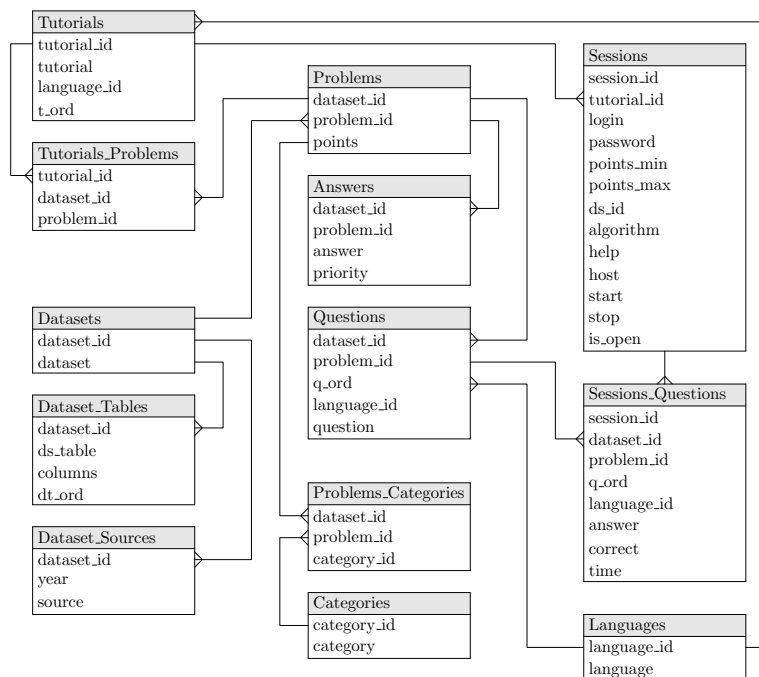 Tutorials
tutorial_id
tutorial
language_id
t_ord
Tutorials_Problems
tutorial_id
dataset_id
problem_id
Datasets
dataset_id
dataset
Dataset_Tables
dataset_id
ds_table
columns
dt_ord
Dataset_Sources
dataset_id
year
source
Problems
dataset_id
problem_id
points
Answers
dataset_id
problem_id
answer
priority
Questions
dataset_id
problem_id
q_ord
language_id
question
Problems_Categories
dataset_id
problem_id
category_id
Categories
category_id
category
Sessions
session_id
tutorial_id
login
password
points_min
points_max
ds_id
algorithm
help
host
start
stop
is_open
Sessions_Questions
session_id
dataset_id
problem_id
q_ord
language_id
answer
correct
time
Languages
language_id
language